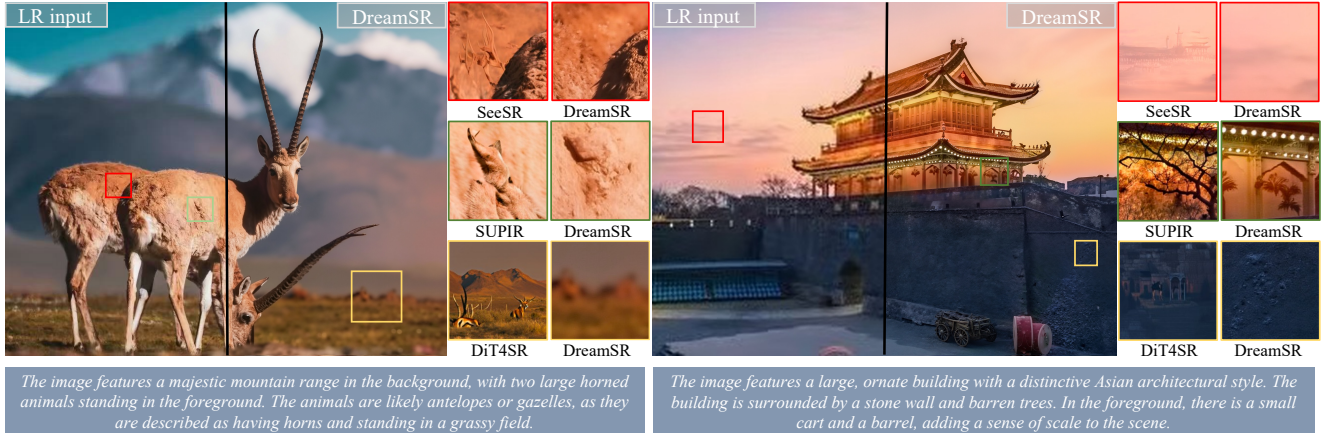 LR input
DreamSR
SeeSR
DreamSR
SUPIR
DreamSR
DiT4SR
DreamSR
The image features a majestic mountain range in the background, with two large horned
animals standing in the foreground. The animals are likely antelopes or gazelles, as they
are described as having horns and standing in a grassy field.
LR input
DreamSR
SeeSR
DreamSR
SUPIR
DreamSR
DiT4SR
DreamSR
The image features a large, ornate building with a distinctive Asian architectural style. The
building is surrounded by a stone wall and barren trees. In the foreground, there is a small
cart and a barrel, adding a sense of scale to the scene.